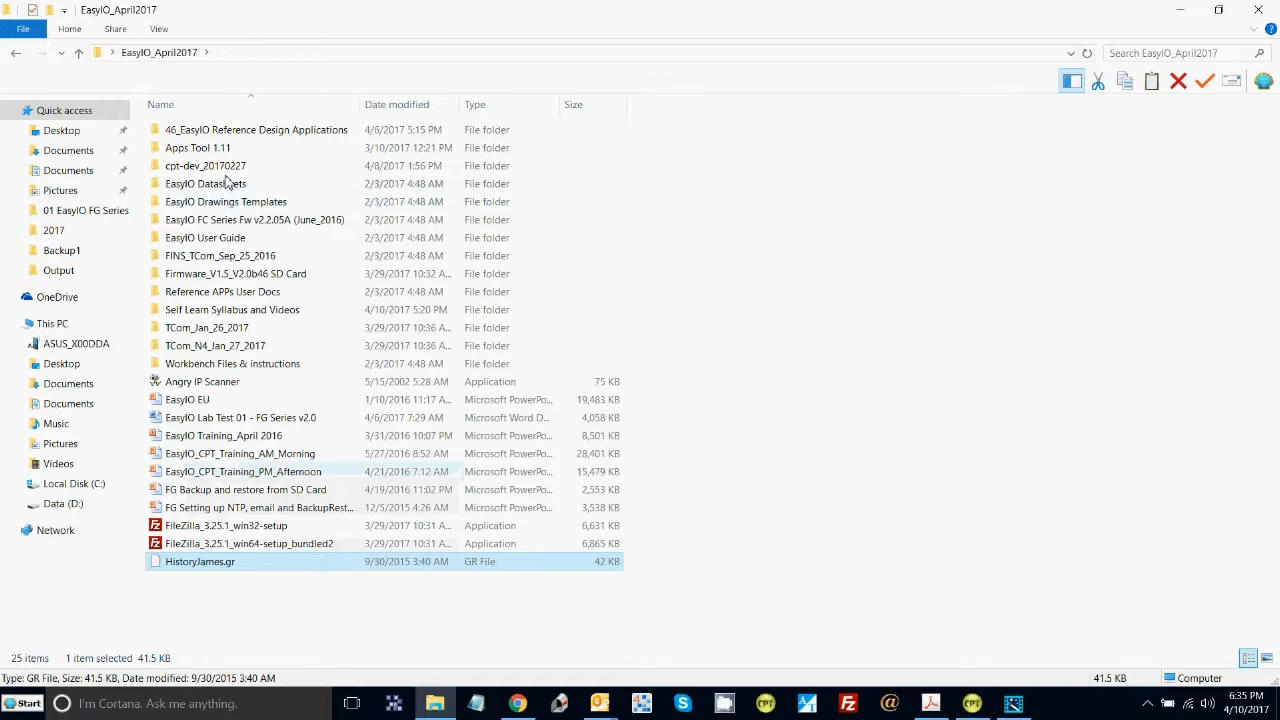 EasyIO_April2017
File Home Share View
EasyIO_April2017
Search EasyIO_April2017
Name Date modified Type Size
Quick access
Desktop
Documents
Documents
Pictures
01 EasyIO FG Series
2017
Backup1
Output
OneDrive
This PC
ASUS_X00DDA
Desktop
Documents
Documents
Music
Pictures
Videos
Local Disk (C:)
Data (D:)
Network
46_EasyIO Reference Design Applications 4/6/2017 5:15 PM File folder
Apps Tool 1.11 3/10/2017 12:21 PM File folder
cpt-dev_20170227 4/8/2017 1:56 PM File folder
EasyIO Datasheets 2/3/2017 4:48 AM File folder
EasyIO Drawings Templates 2/3/2017 4:48 AM File folder
EasyIO FC Series Fw v2.2.05A (June_2016) 2/3/2017 4:48 AM File folder
EasyIO User Guide 2/3/2017 4:48 AM File folder
FINS_TCom_Sep_25_2016 2/3/2017 4:48 AM File folder
Firmware_V1.5_V2.0b46 SD Card 3/29/2017 10:32 A... File folder
Reference APPs User Docs 2/3/2017 4:48 AM File folder
Self Learn Syllabus and Videos 4/10/2017 5:20 PM File folder
TCom_Jan_26_2017 3/29/2017 10:36 A... File folder
TCom_N4_Jan_27_2017 3/29/2017 10:36 A... File folder
Workbench Files & instructions 2/3/2017 4:48 AM File folder
Angry IP Scanner 5/15/2002 5:28 AM Application 75 KB
EasyIO EU 1/10/2016 11:17 A... Microsoft PowerPo... 19,483 KB
EasyIO Lab Test 01 - FG Series v2.0 4/6/2017 7:29 AM Microsoft Word D... 4,058 KB
EasyIO Training_April 2016 3/31/2016 10:07 PM Microsoft PowerPo... 8,501 KB
EasyIO_CPT_Training_AM_Morning 5/27/2016 8:52 AM Microsoft PowerPo... 28,401 KB
EasyIO_CPT_Training_PM_Afternoon 4/21/2016 7:12 AM Microsoft PowerPo... 15,479 KB
FG Backup and restore from SD Card 4/19/2016 11:02 PM Microsoft PowerPo... 2,553 KB
FG Setting up NTP, email and BackupRest... 12/5/2015 4:26 AM Microsoft PowerPo... 3,538 KB
FileZilla_3.25.1_win32-setup 3/29/2017 10:31 A... Application 6,631 KB
FileZilla_3.25.1_win64-setup_bundled2 3/29/2017 10:31 A... Application 6,865 KB
HistoryJames.gr 9/30/2015 3:40 AM GR File 42 KB
25 items 1 item selected 41.5 KB
Type: GR File, Size: 41.5 KB, Date modified: 9/30/2015 3:40 AM 41.5 KB Computer
Start I'm Cortana. Ask me anything. 6:35 PM
4/10/2017